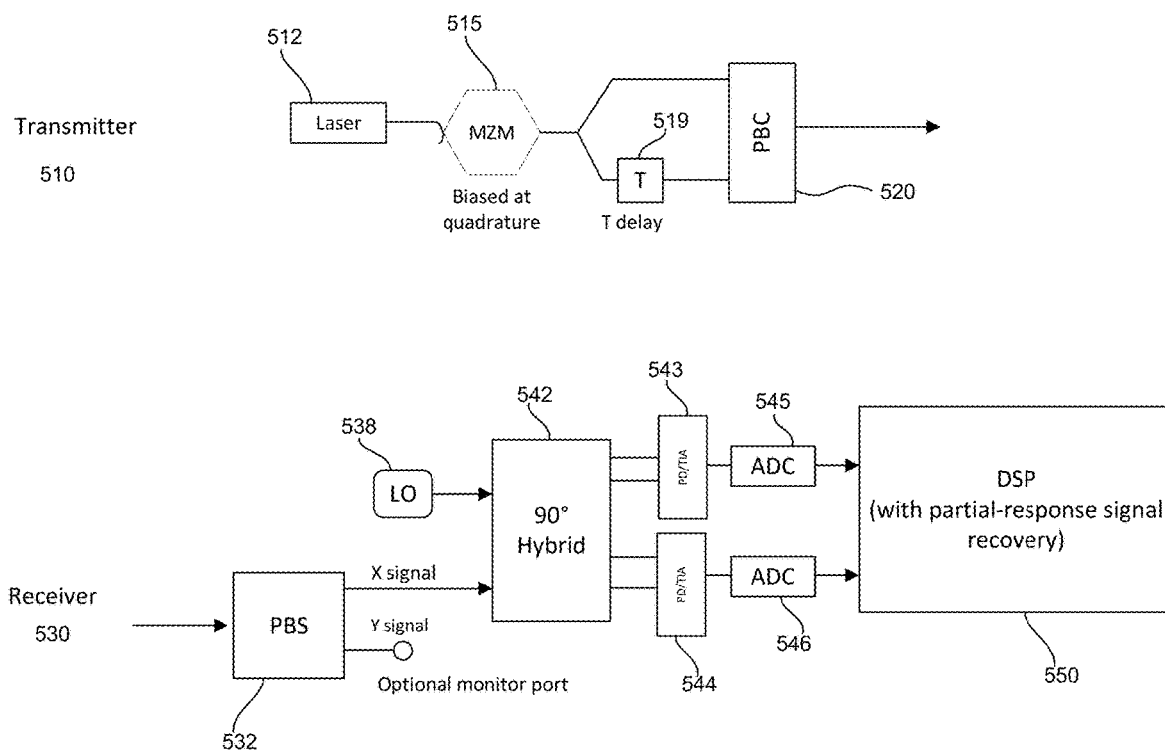 512
515
Transmitter
510
Laser
MZM
519
T
PBC
520
Biased at
quadrature
T delay
542
543
545
538
LO
90°
Hybrid
PD/TIA
ADC
DSP
(with partial-response signal
recovery)
Receiver
530
PBS
X signal
Y signal
Optional monitor port
PD/TIA
ADC
546
544
550
532